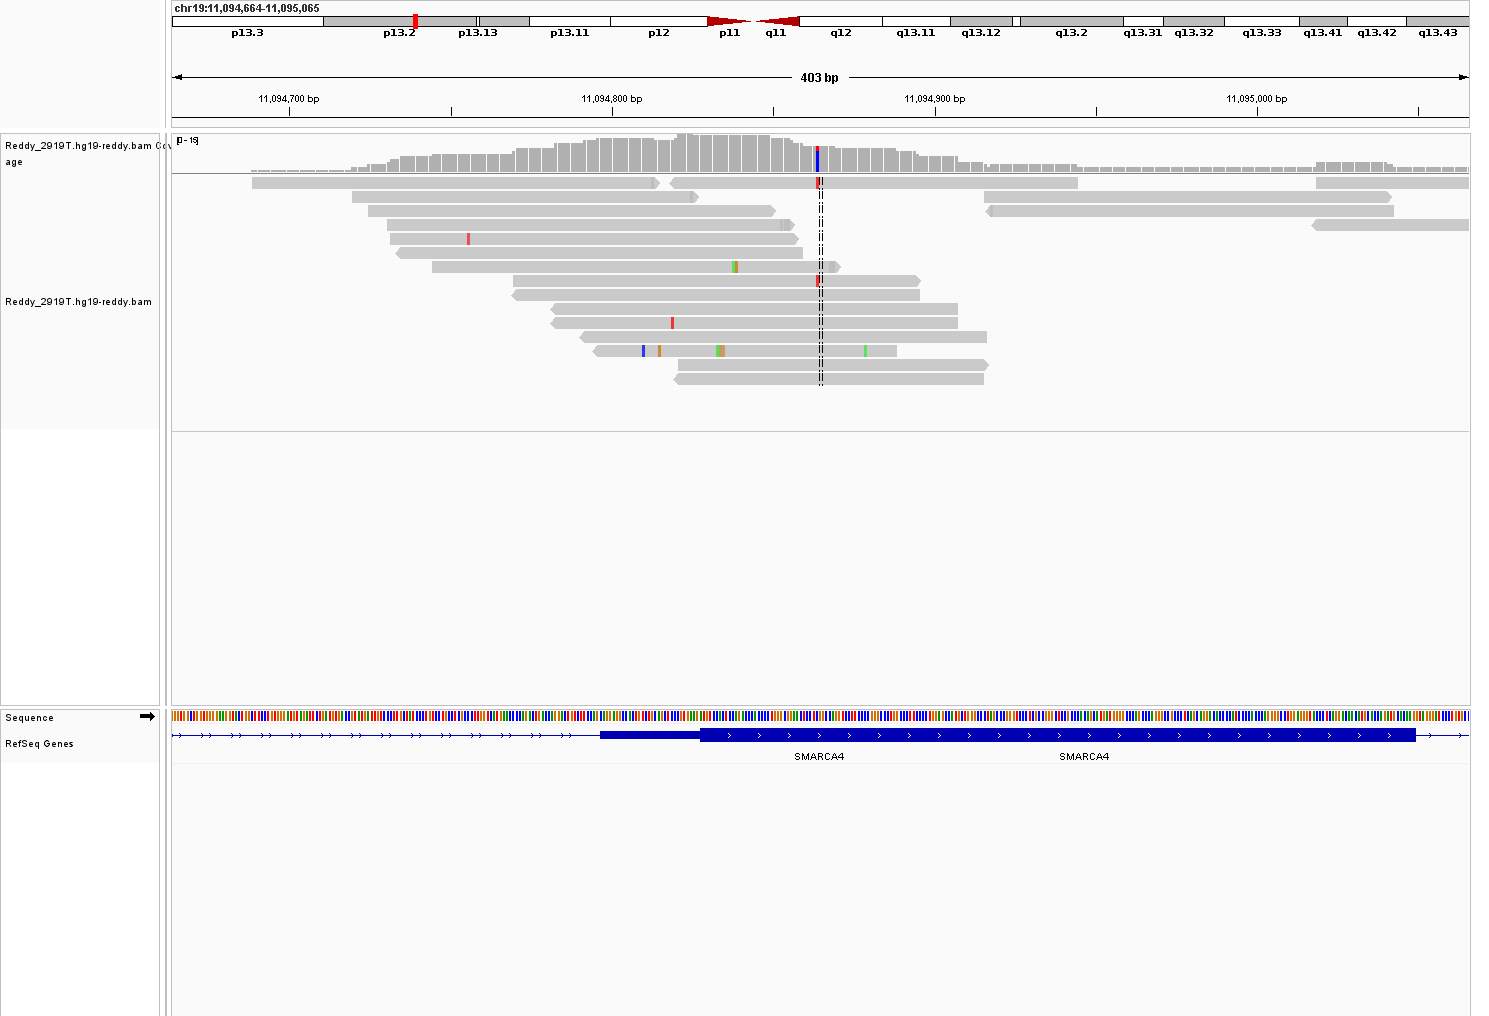 chr19:11,094,664-11,095,065
p13.3 p13.2 p13.13 p13.11 p12 p11 q11 q12 q13.11 q13.12 q13.2 q13.31 q13.32 q13.33 q13.41 q13.42 q13.43
403 bp
11,094,700 bp 11,094,800 bp 11,094,900 bp 11,095,000 bp
Reddy_2919T.hg19-reddy.bam Cov
age
[0 - 19]
Reddy_2919T.hg19-reddy.bam
Sequence
RefSeq Genes
SMARCA4 SMARCA4